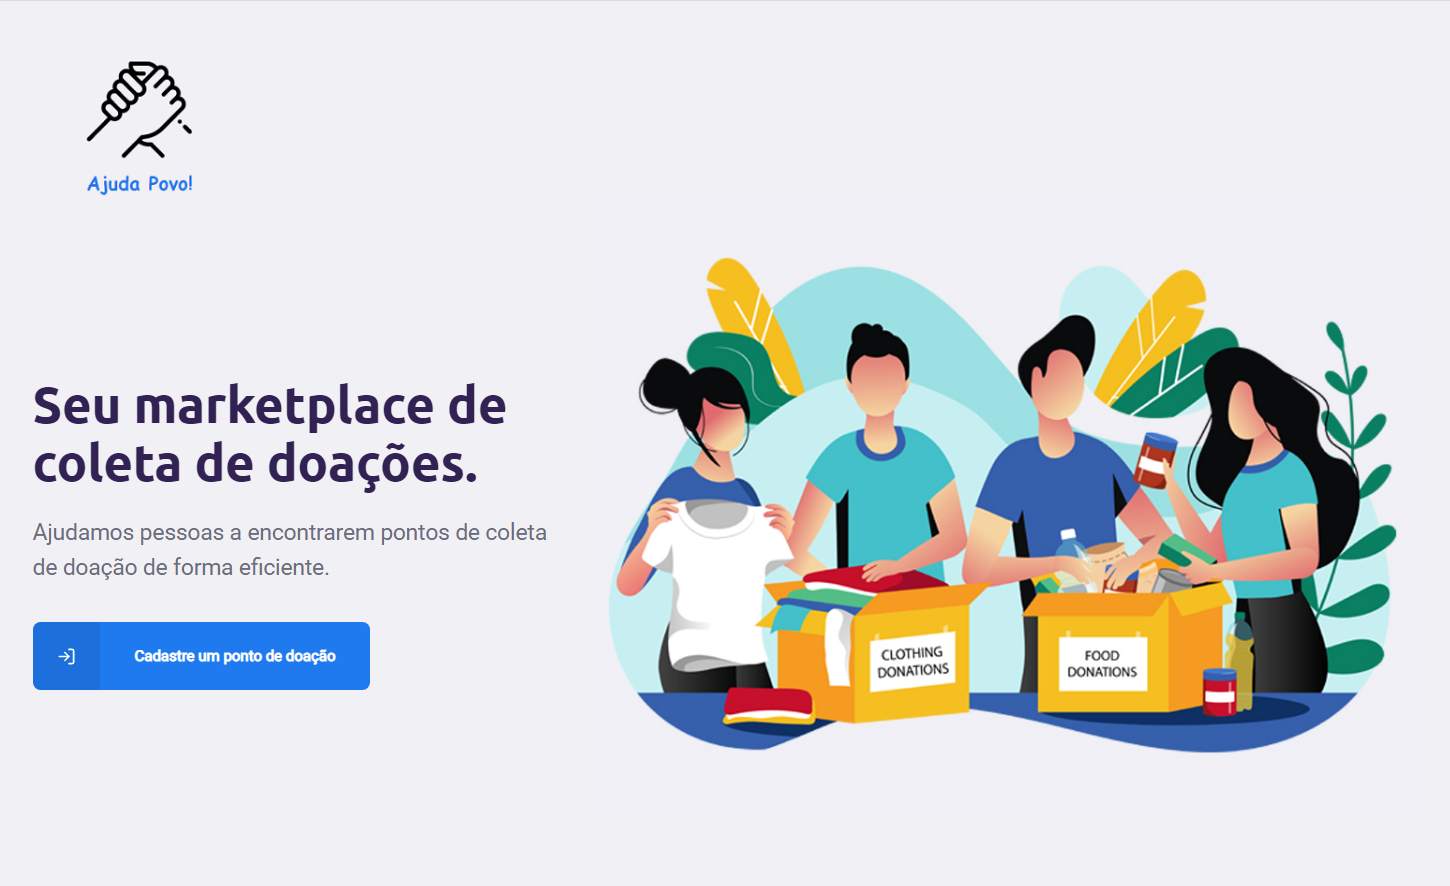 Ajuda Povo!
Seu marketplace de
coleta de doações.
Ajudamos pessoas a encontrarem pontos de coleta
de doação de forma eficiente.
Cadastre um ponto de doação
CLOTHING
DONATIONS
FOOD
DONATIONS